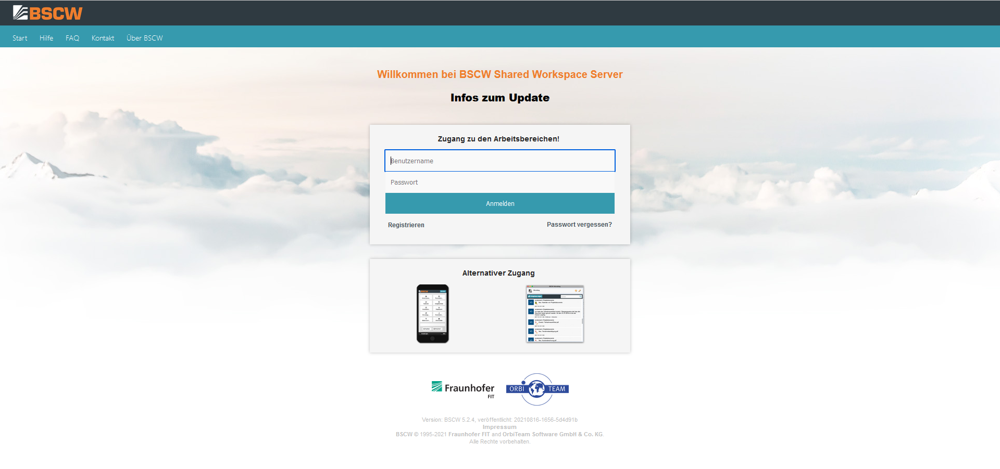 BSCW
Start Hilfe FAQ Kontakt Über BSCW
Willkommen bei BSCW Shared Workspace Server
Infos zum Update
Zugang zu den Arbeitsbereichen!
Benutzername
Passwort
Anmelden
Registrieren Passwort vergessen?
Alternativer Zugang
BSCW
Fraunhofer
FIT
ORBI TEAM
Version: BSCW 5.2.4, veröffentlicht: 20210816-1656-5d4d91b
Impressum
BSCW © 1995-2021 Fraunhofer FIT and OrbiTeam Software GmbH & Co. KG.
Alle Rechte vorbehalten.